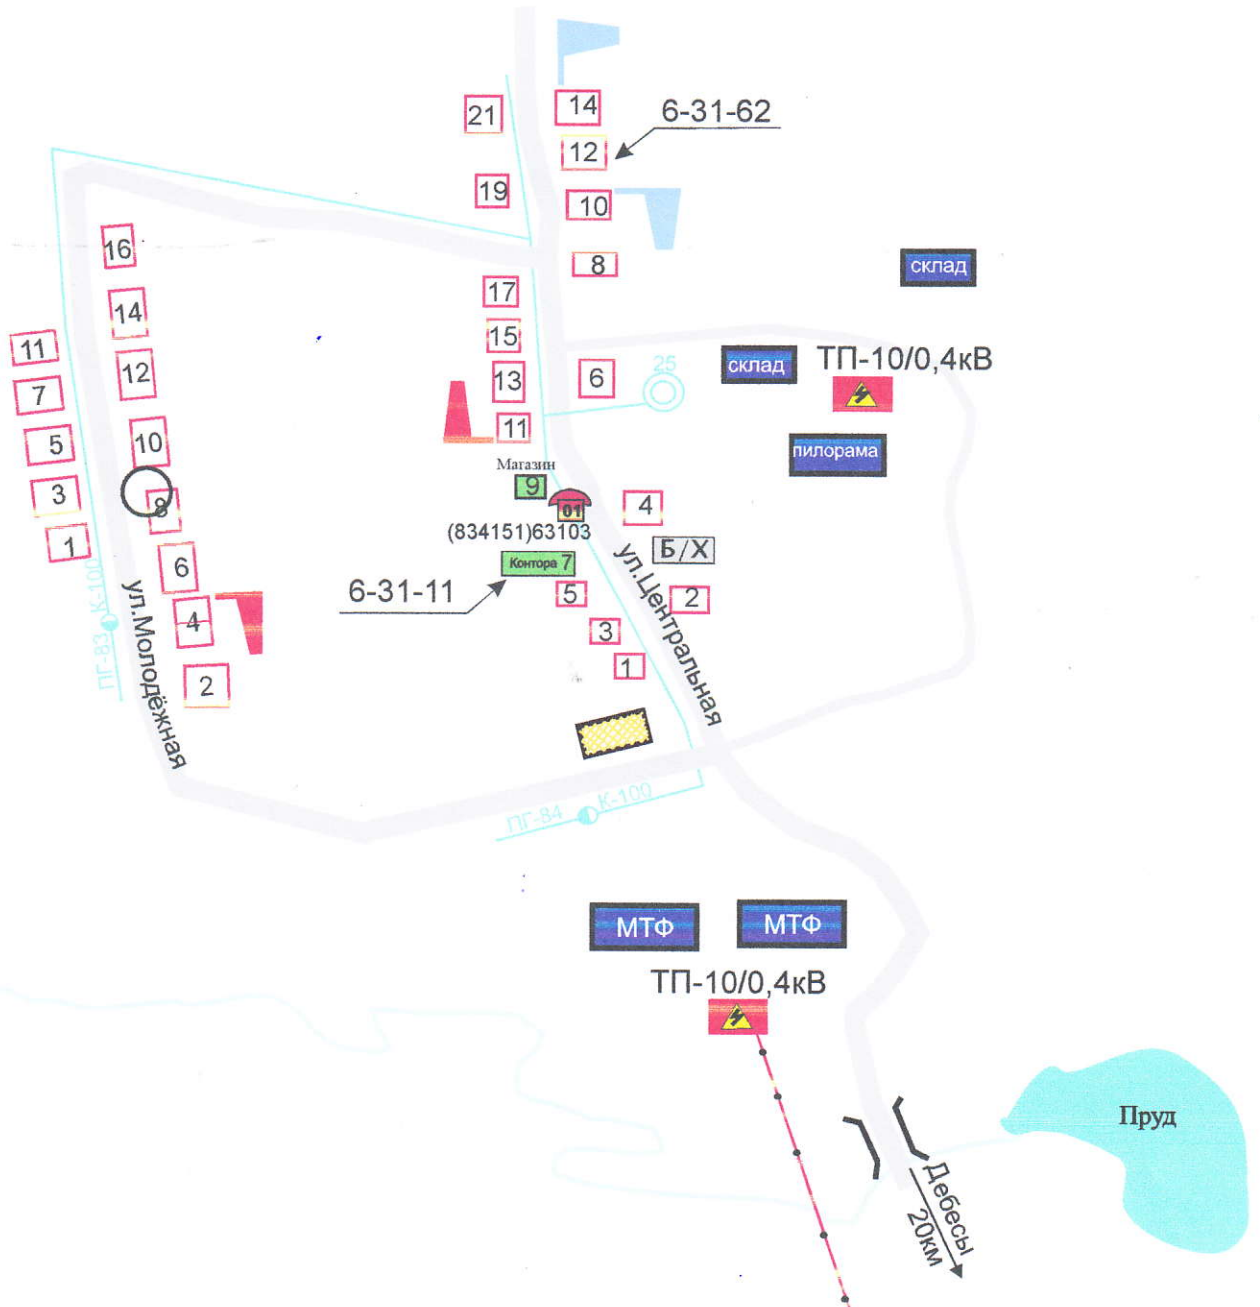 14
21
6-31-62
12
19
10
16
8
склад
17
14
15
11
25
6
склад
ТП-10/0,4кВ
12
13
7
11
10
5
пилорама
Магазин
9
3
8
4
01
(834151)63103
1
Б/Х
Контора 7
6
6-31-11
5
2
ул.Центральная
4
3
ПГ-83 К-100
ул.Молодёжная
1
2
К-100
ПГ-84
МТФ
МТФ
ТП-10/0,4кВ
Пруд
Дебесы
20км